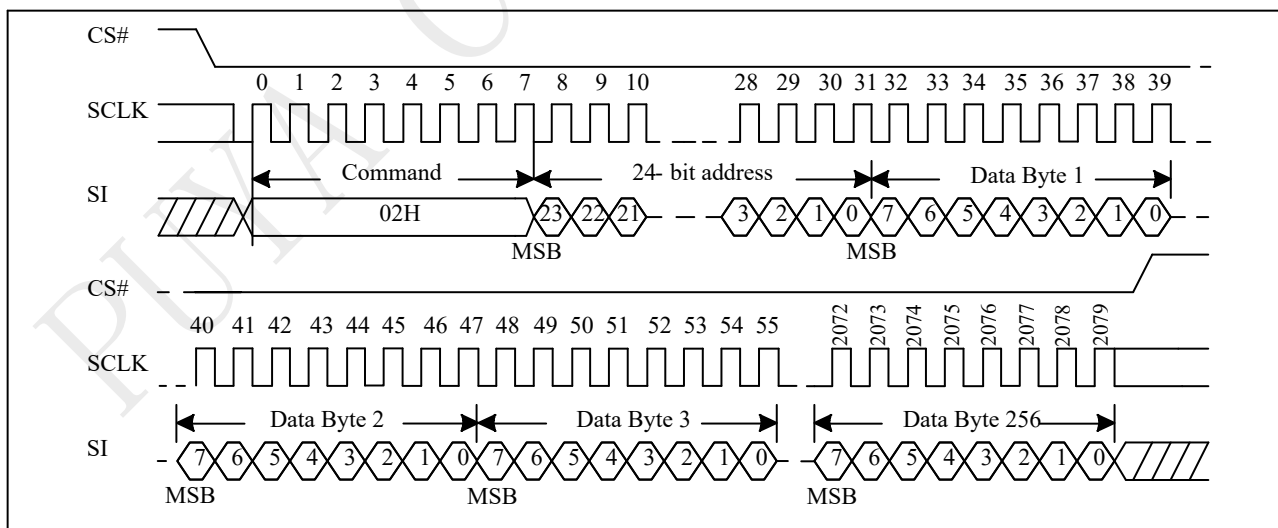 CS#
0 1 2 3 4 5 6 7 8 9 10 28 29 30 31 32 33 34 35 36 37 38 39
SCLK
Command 24- bit address Data Byte 1
SI
02H 23 22 21 3 2 1 0 7 6 5 4 3 2 1 0
MSB MSB
CS#
40 41 42 43 44 45 46 47 48 49 50 51 52 53 54 55 2072 2073 2074 2075 2076 2077 2078 2079
SCLK
Data Byte 2 Data Byte 3 Data Byte 256
SI
7 6 5 4 3 2 1 0 7 6 5 4 3 2 1 0 7 6 5 4 3 2 1 0
MSB MSB MSB
PUYA C